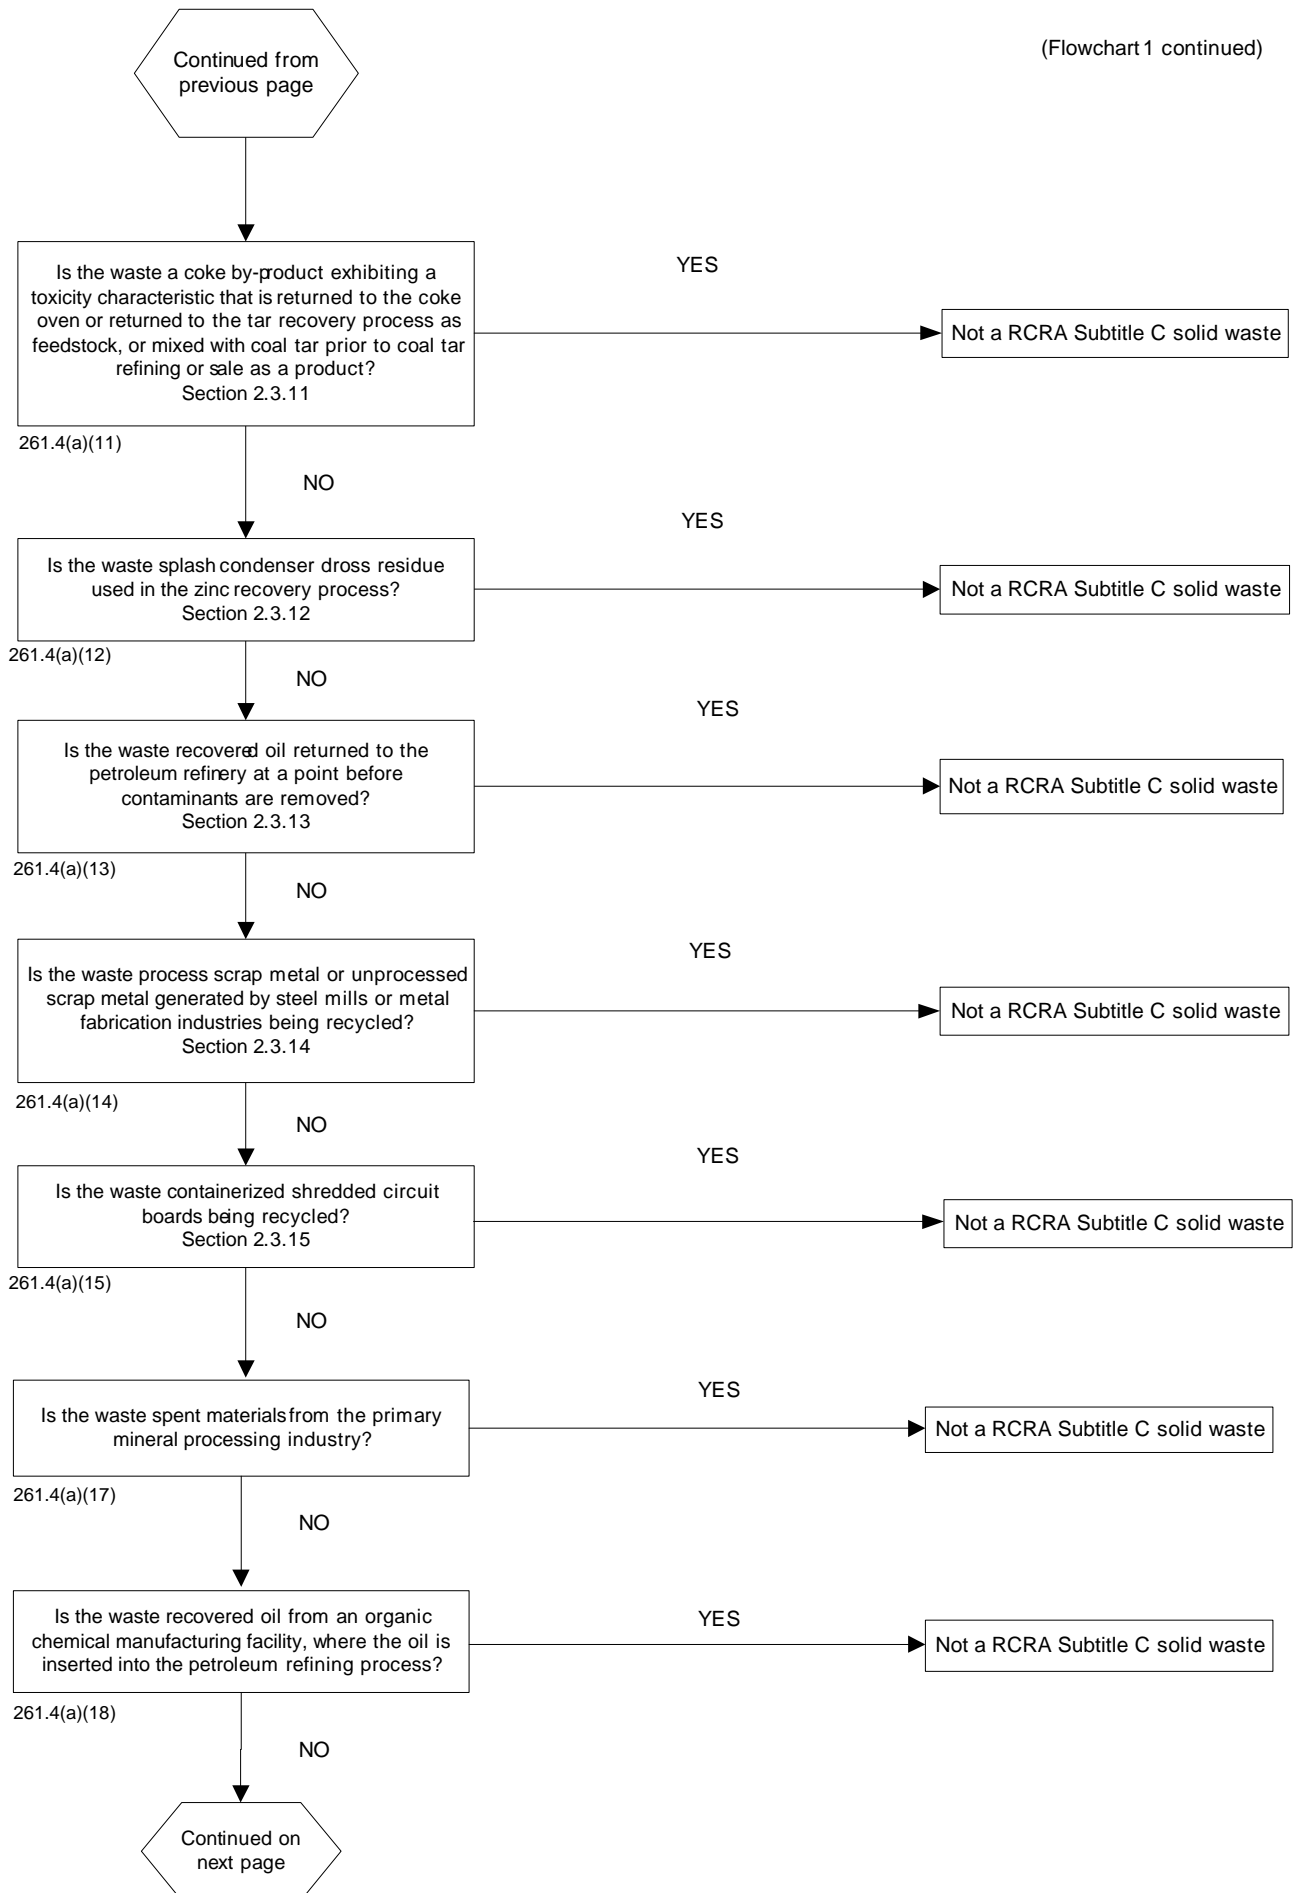 Continued from
previous page
(Flowchart 1 continued)
Is the waste a coke by-product exhibiting a
toxicity characteristic that is returned to the coke
oven or returned to the tar recovery process as
feedstock, or mixed with coal tar prior to coal tar
refining or sale as a product?
Section 2.3.11
YES
Not a RCRA Subtitle C solid waste
261.4(a)(11)
NO
Is the waste splash condenser dross residue
used in the zinc recovery process?
Section 2.3.12
YES
Not a RCRA Subtitle C solid waste
261.4(a)(12)
NO
Is the waste recovered oil returned to the
petroleum refinery at a point before
contaminants are removed?
Section 2.3.13
YES
Not a RCRA Subtitle C solid waste
261.4(a)(13)
NO
Is the waste process scrap metal or unprocessed
scrap metal generated by steel mills or metal
fabrication industries being recycled?
Section 2.3.14
YES
Not a RCRA Subtitle C solid waste
261.4(a)(14)
NO
Is the waste containerized shredded circuit
boards being recycled?
Section 2.3.15
YES
Not a RCRA Subtitle C solid waste
261.4(a)(15)
NO
Is the waste spent materials from the primary
mineral processing industry?
YES
Not a RCRA Subtitle C solid waste
261.4(a)(17)
NO
Is the waste recovered oil from an organic
chemical manufacturing facility, where the oil is
inserted into the petroleum refining process?
YES
Not a RCRA Subtitle C solid waste
261.4(a)(18)
NO
Continued on
next page